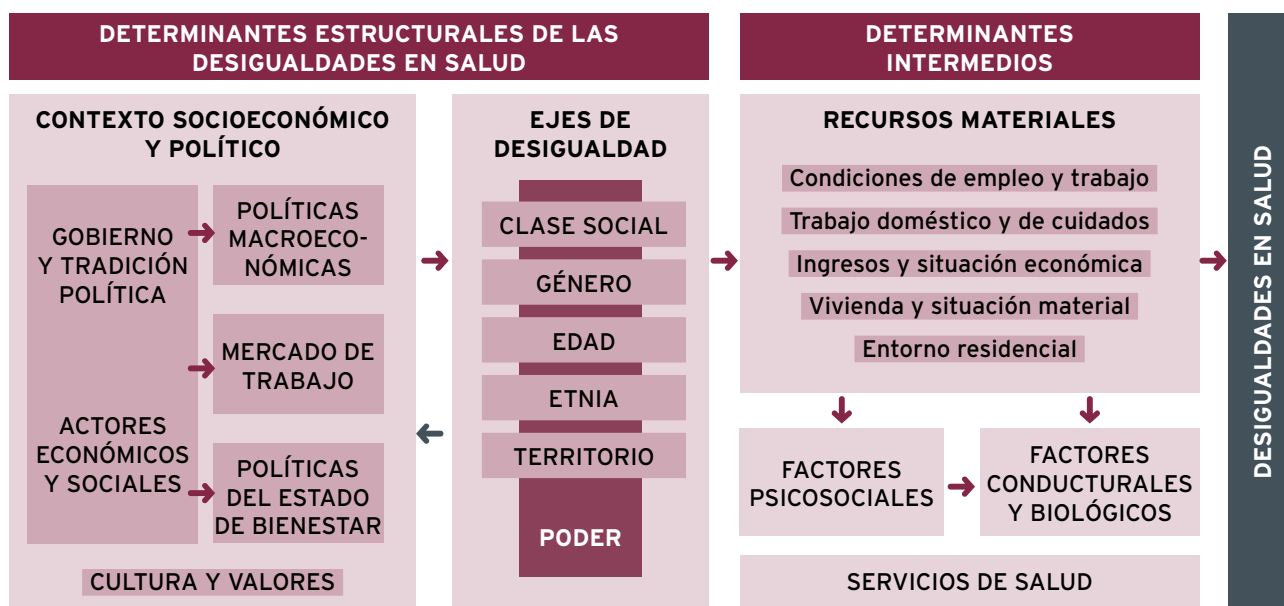 DETERMINANTES ESTRUCTURALES DE LAS
DESIGUALDADES EN SALUD
CONTEXTO SOCIOECONÓMICO
Y POLÍTICO
GOBIERNO
Y TRADICIÓN
POLÍTICA
ACTORES
ECONÓMICOS
Y SOCIALES
POLÍTICAS
MACROECO-
NÓMICAS
MERCADO DE
TRABAJO
POLÍTICAS
DEL ESTADO
DE BIENESTAR
CULTURA Y VALORES
EJES DE
DESIGUALDAD
CLASE SOCIAL
GÉNERO
EDAD
ETNIA
TERRITORIO
PODER
DETERMINANTES
INTERMEDIOS
RECURSOS MATERIALES
Condiciones de empleo y trabajo
Trabajo doméstico y de cuidados
Ingresos y situación económica
Vivienda y situación material
Entorno residencial
FACTORES
PSICOSOCIALES
FACTORES
CONDUCTURALES
Y BIOLÓGICOS
SERVICIOS DE SALUD
DESIGUALDADES EN SALUD